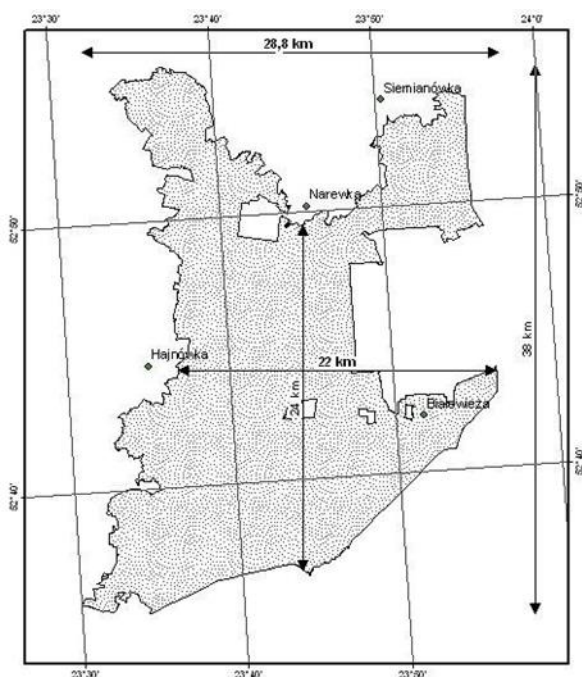 23°30'
23°40'
23°50'
24°0'
28,8 km
Siemianówka
Narewka
52°50'
52°50'
38 km
Hajnówka
22 km
24 km
Białowieża
52°40'
52°40'
23°30'
23°40'
23°50'